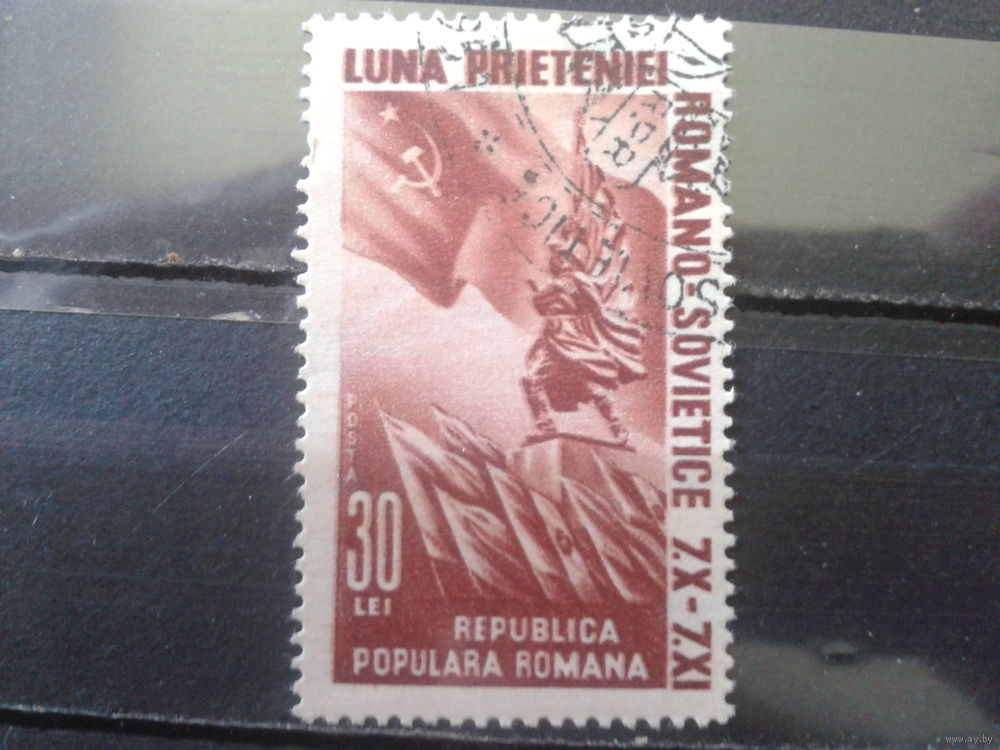 LUNA PRIETENIEI
ROMANO-SOVIETICE 7.X-7.XI
POSTA
30
LEI
REPUBLICA
POPULARA ROMANA
www.ay.by